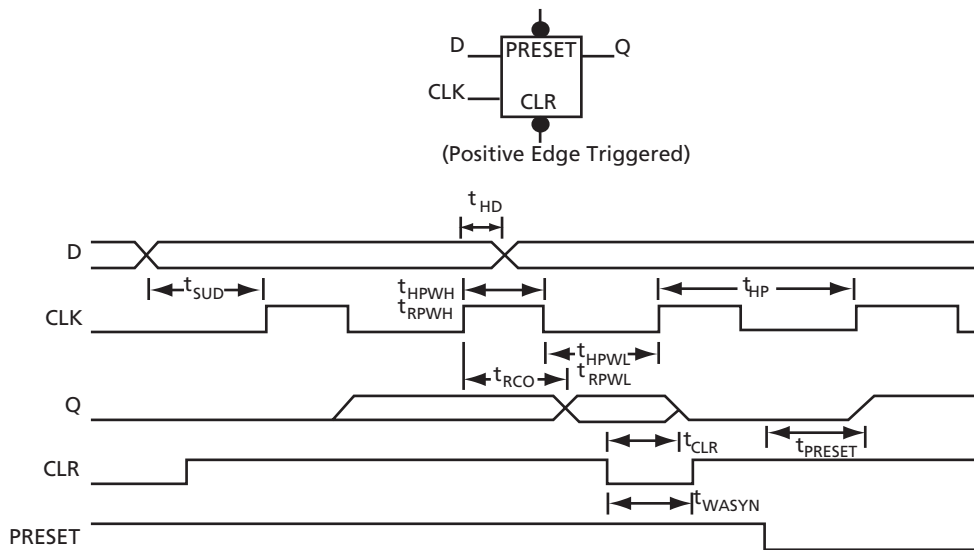 D
PRESET
Q
CLK
CLR
(Positive Edge Triggered)
tHD
D
tSUD
tHPWH
tRPWH
tHP
CLK
tHPWL
tRPWL
tRCO
Q
tCLR
tPRESET
CLR
tWASYN
PRESET